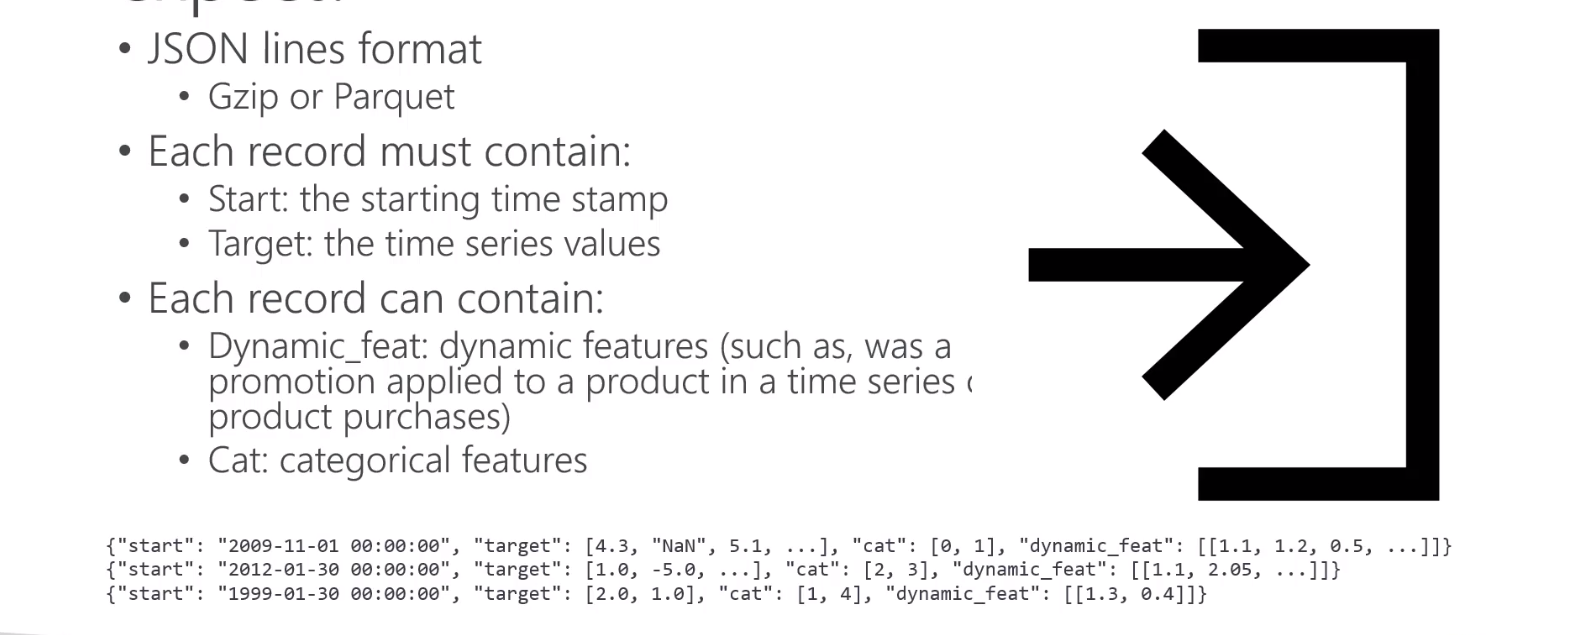 • JSON lines format
• Gzip or Parquet
• Each record must contain:
• Start: the starting time stamp
• Target: the time series values
• Each record can contain:
• Dynamic_feat: dynamic features (such as, was a
promotion applied to a product in a time series
product purchases)
• Cat: categorical features
{"start": "2009-11-01 00:00:00", "target": [4.3, "NaN", 5.1, ...], "cat": [0, 1], "dynamic_feat": [[1.1, 1.2, 0.5, ...]]}
{"start": "2012-01-30 00:00:00", "target": [1.0, -5.0, ...], "cat": [2, 3], "dynamic_feat": [[1.1, 2.05, ...]]}
{"start": "1999-01-30 00:00:00", "target": [2.0, 1.0], "cat": [1, 4], "dynamic_feat": [[1.3, 0.4]]}